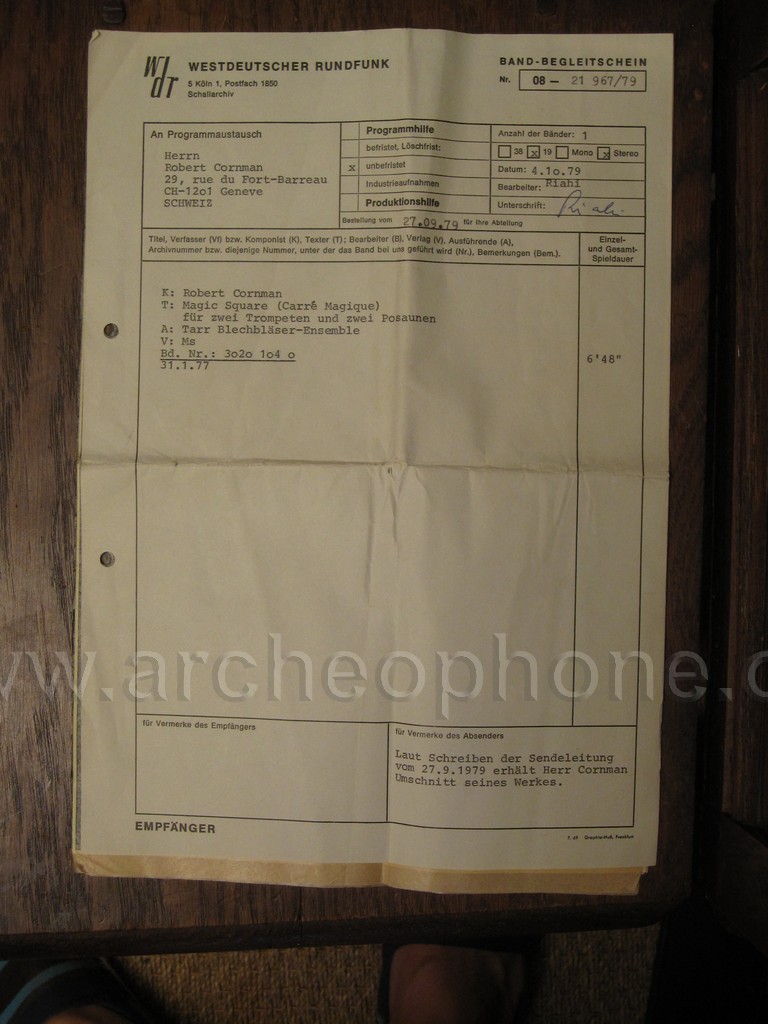 WDR WESTDEUTSCHER RUNDFUNK
5 Köln 1, Postfach 1850
Schallarchiv
BAND-BEGLEITSCHEIN
Nr. 08 — 21 967/79
An Programmaustausch
Herrn
Robert Cornman
29, rue du Fort-Barreau
CH-12o1 Geneve
SCHWEIZ
Programmhilfe
befristet, Löschfrist:
x unbefristet
Industrieaufnahmen
Produktionshilfe
Bestellung vom 27.09.79 für Ihre Abteilung
Anzahl der Bänder: 1
38 x 19 Mono x Stereo
Datum: 4.1o.79
Bearbeiter: Riahi
Unterschrift: Riahi
Titel, Verfasser (Vf) bzw. Komponist (K), Texter (T); Bearbeiter (B), Verlag (V), Ausführende (A),
Archivnummer bzw. diejenige Nummer, unter der das Band bei uns geführt wird (Nr.), Bemerkungen (Bem.).
Einzel-
und Gesamt-
Spieldauer
K: Robert Cornman
T: Magic Square (Carré Magique)
für zwei Trompeten und zwei Posaunen
A: Tarr Blechbläser-Ensemble
V: Ms
Bd. Nr.: 3o2o 1o4 o
31.1.77
6'48"
www.archeophone.
für Vermerke des Empfängers
für Vermerke des Absenders
Laut Schreiben der Sendeleitung
vom 27.9.1979 erhält Herr Cornman
Umschnitt seines Werkes.
EMPFÄNGER